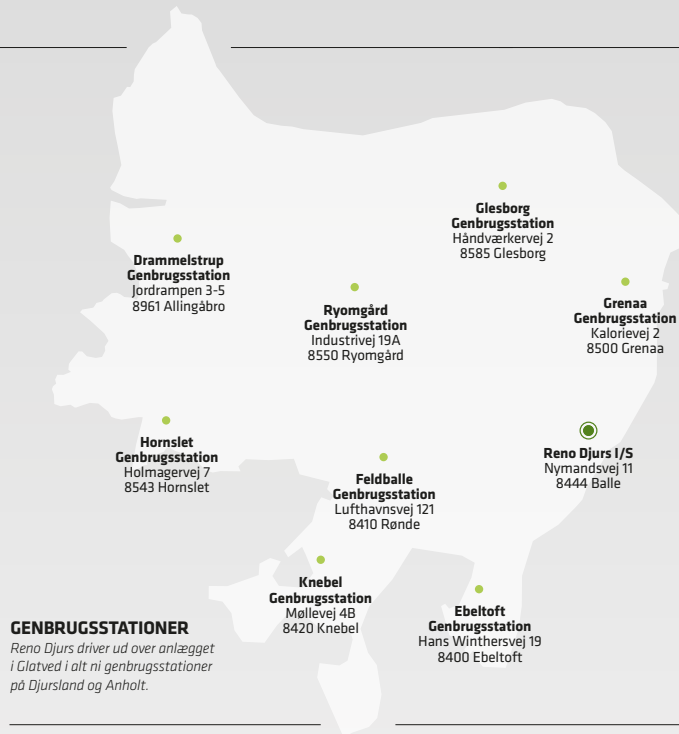 Glesborg
Genbrugsstation
Håndværkervej 2
8585 Glesborg
Drammelstrup
Genbrugsstation
Jordrampen 3-5
8961 Allingåbro
Ryomgård
Genbrugsstation
Industrivej 19A
8550 Ryomgård
Grenaa
Genbrugsstation
Kalorievej 2
8500 Grenaa
Hornslet
Genbrugsstation
Holmagervej 7
8543 Hornslet
Reno Djurs I/S
Nymandsvej 11
8444 Balle
Feldballe
Genbrugsstation
Lufthavnsvej 121
8410 Rønde
Knebel
Genbrugsstation
Møllevej 4B
8420 Knebel
Ebeltoft
Genbrugsstation
Hans Winthersvej 19
8400 Ebeltoft
GENBRUGSSTATIONER
Reno Djurs driver ud over anlægget
i Glatved i alt ni genbrugsstationer
på Djursland og Anholt.